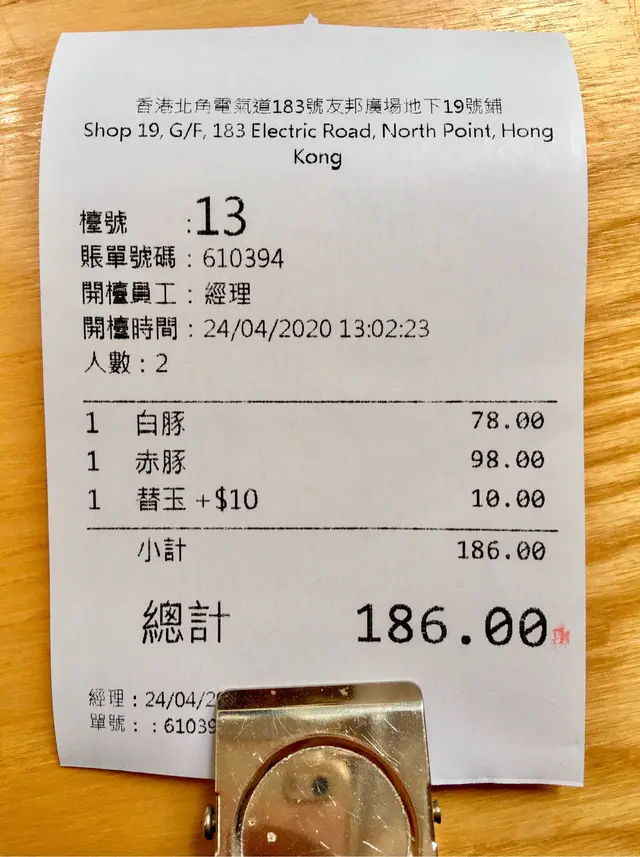 香港北角電氣道183號友邦廣場地下19號鋪
Shop 19, G/F, 183 Electric Road, North Point, Hong
Kong
檯號 :13
賬單號碼 : 610394
開檯員工 : 經理
開檯時間 : 24/04/2020 13:02:23
人數 : 2
1 白豚 78.00
1 赤豚 98.00
1 替玉 +$10 10.00
小計 186.00
總計 186.00
經理 : 24/04/2
單號 : : 61039